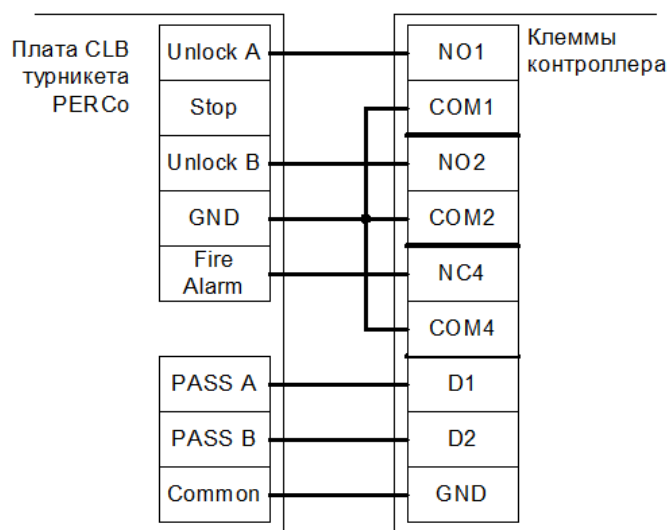 Плата CLB
турникета
PERCo
Unlock A
Stop
Unlock B
GND
Fire
Alarm
PASS A
PASS B
Common
NO1
COM1
NO2
COM2
NC4
COM4
D1
D2
GND
Клеммы
контроллера